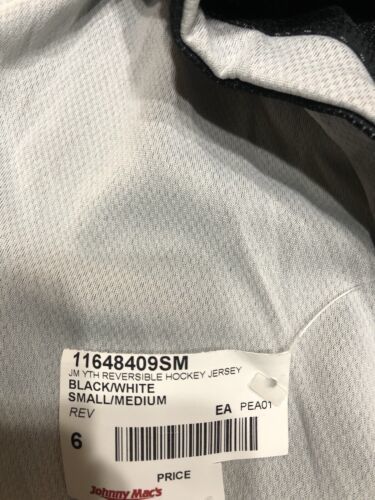 11648409SM
JM YTH REVERSIBLE HOCKEY JERSEY
BLACK/WHITE
SMALL/MEDIUM
REV EA PEA01
6
PRICE
Johnny Mac's